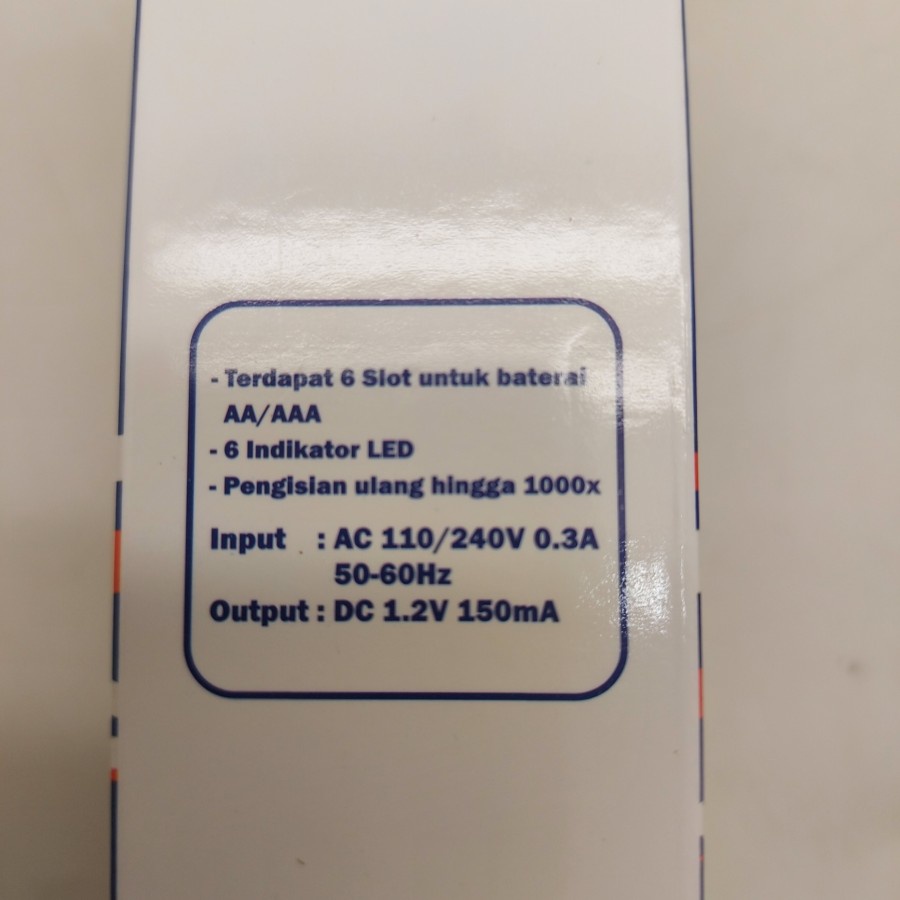 - Terdapat 6 Slot untuk baterai
AA/AAA
- 6 Indikator LED
- Pengisian ulang hingga 1000x
Input : AC 110/240V 0.3A
50-60Hz
Output : DC 1.2V 150mA